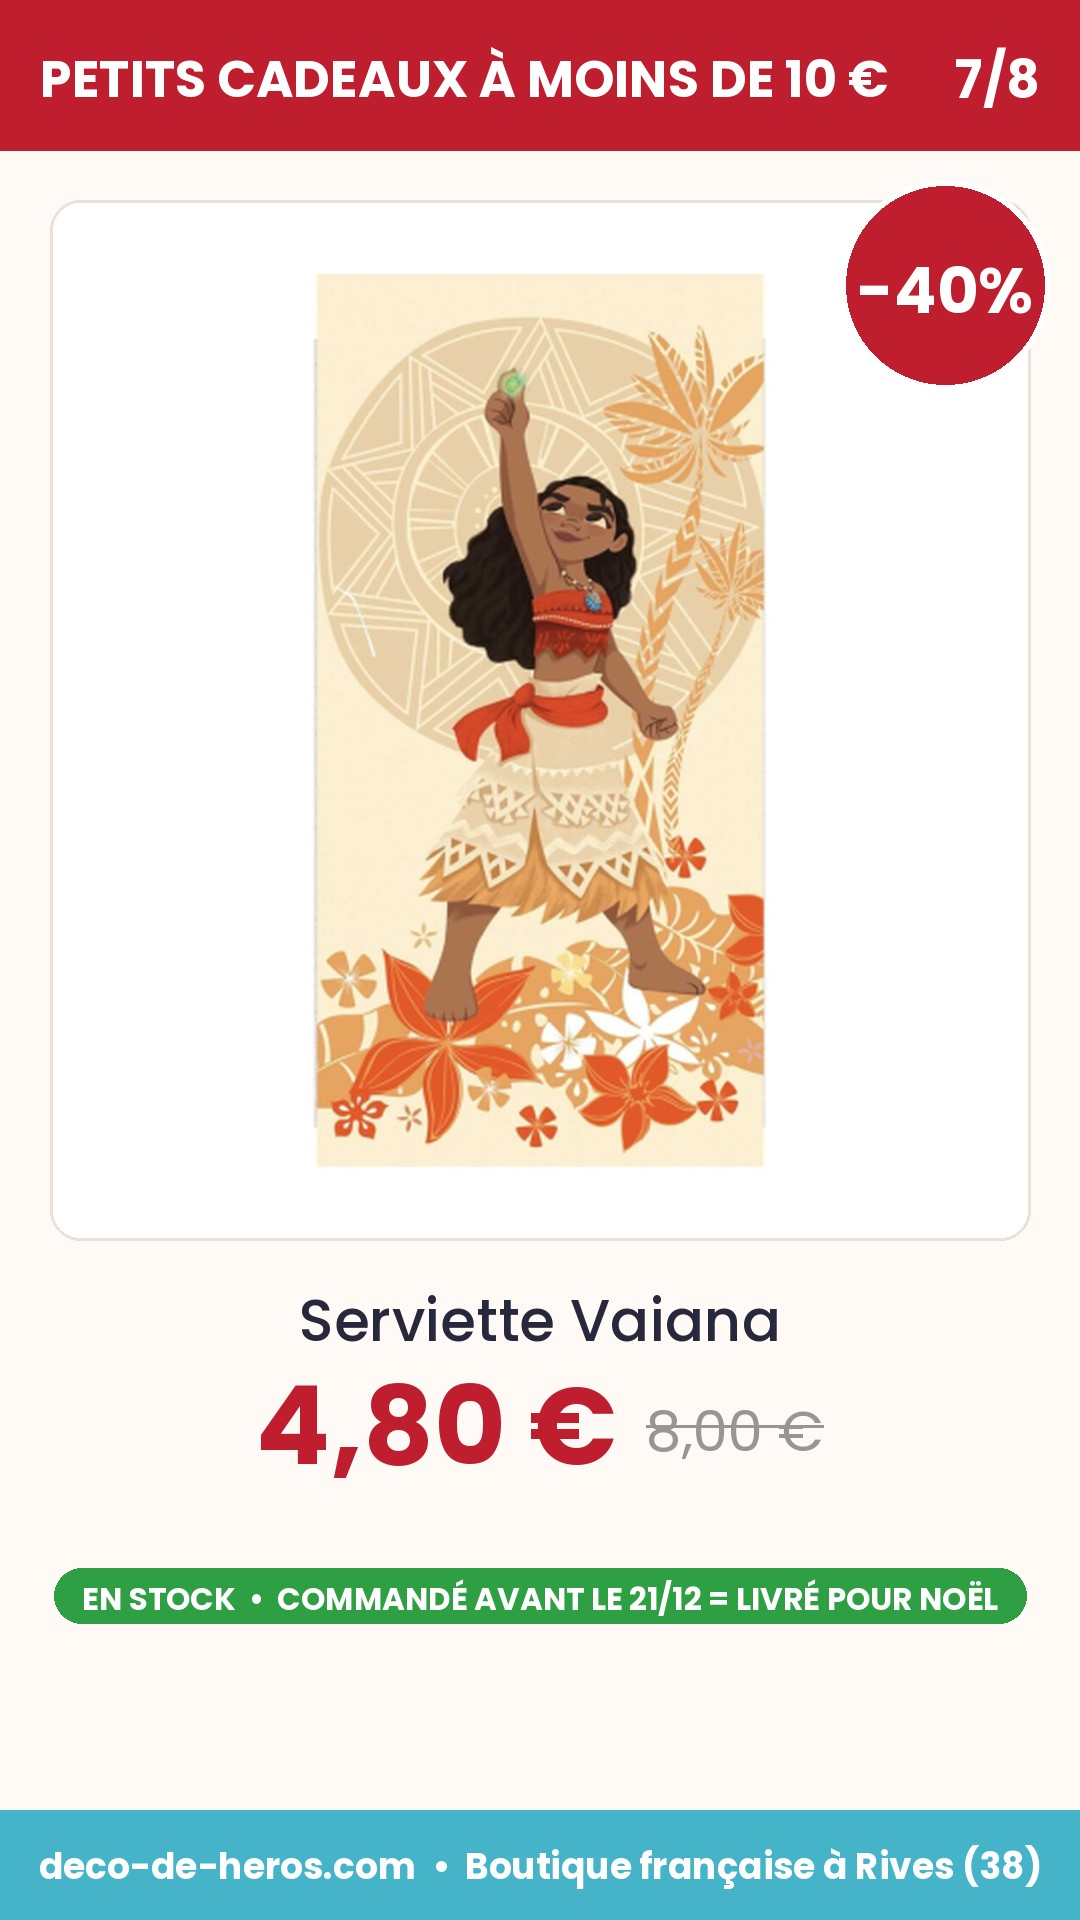 PETITS CADEAUX À MOINS DE 10 € 7/8
-40%
Serviette Vaiana
4,80 € 8,00 €
EN STOCK • COMMANDÉ AVANT LE 21/12 = LIVRÉ POUR NOËL
deco-de-heros.com • Boutique française à Rives (38)